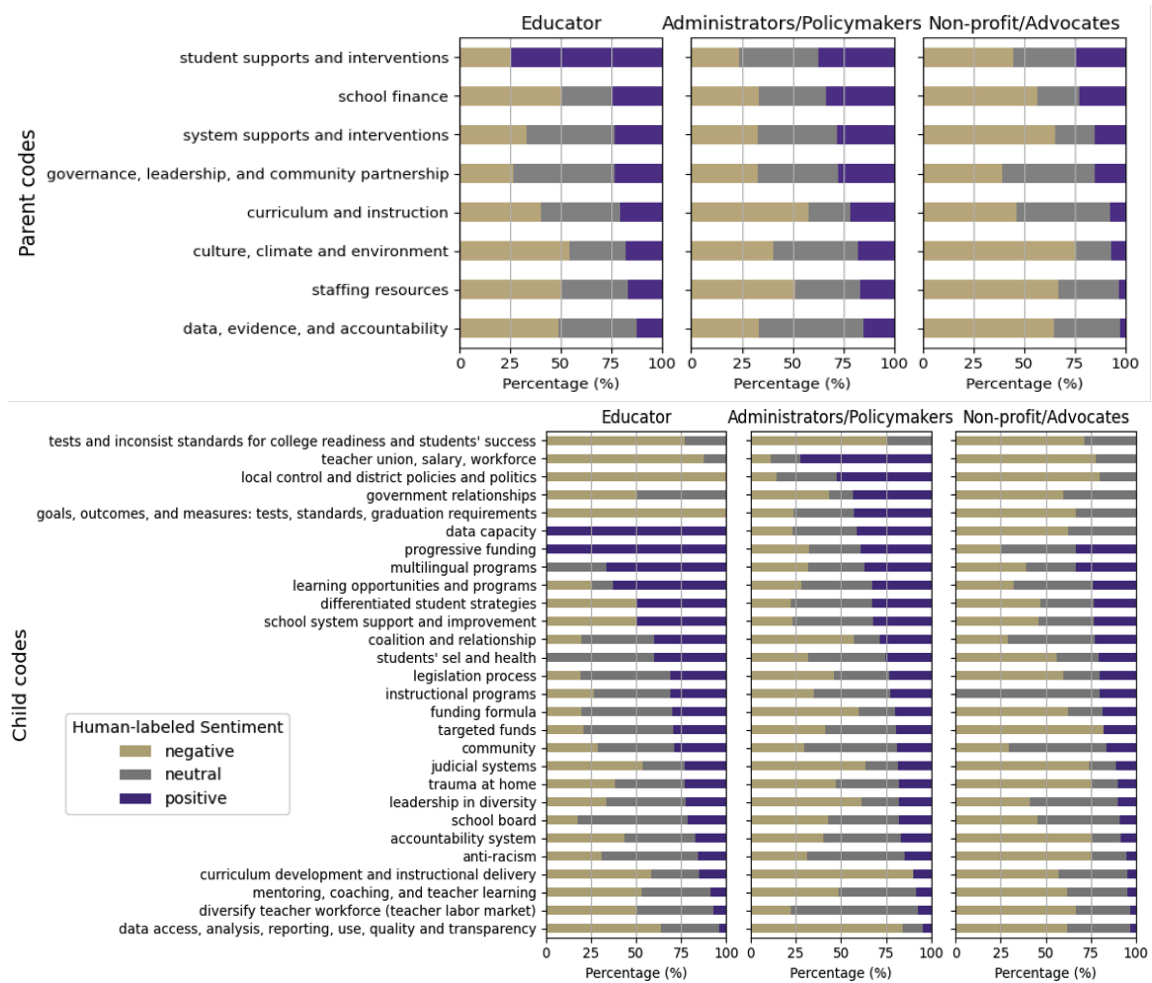 Educator Administrators/Policymakers Non-profit/Advocates
Parent codes
student supports and interventions
school finance
system supports and interventions
governance, leadership, and community partnership
curriculum and instruction
culture, climate and environment
staffing resources
data, evidence, and accountability
0 25 50 75 100 0 25 50 75 100 0 25 50 75 100
Percentage (%) Percentage (%) Percentage (%)
Educator Administrators/Policymakers Non-profit/Advocates
Child codes
tests and inconsist standards for college readiness and students' success
teacher union, salary, workforce
local control and district policies and politics
government relationships
goals, outcomes, and measures: tests, standards, graduation requirements
data capacity
progressive funding
multilingual programs
learning opportunities and programs
differentiated student strategies
school system support and improvement
coalition and relationship
students' sel and health
legislation process
instructional programs
funding formula
targeted funds
community
judicial systems
trauma at home
leadership in diversity
school board
accountability system
anti-racism
curriculum development and instructional delivery
mentoring, coaching, and teacher learning
diversify teacher workforce (teacher labor market)
data access, analysis, reporting, use, quality and transparency
Human-labeled Sentiment
negative
neutral
positive
0 25 50 75 100 0 25 50 75 100 0 25 50 75 100
Percentage (%) Percentage (%) Percentage (%)